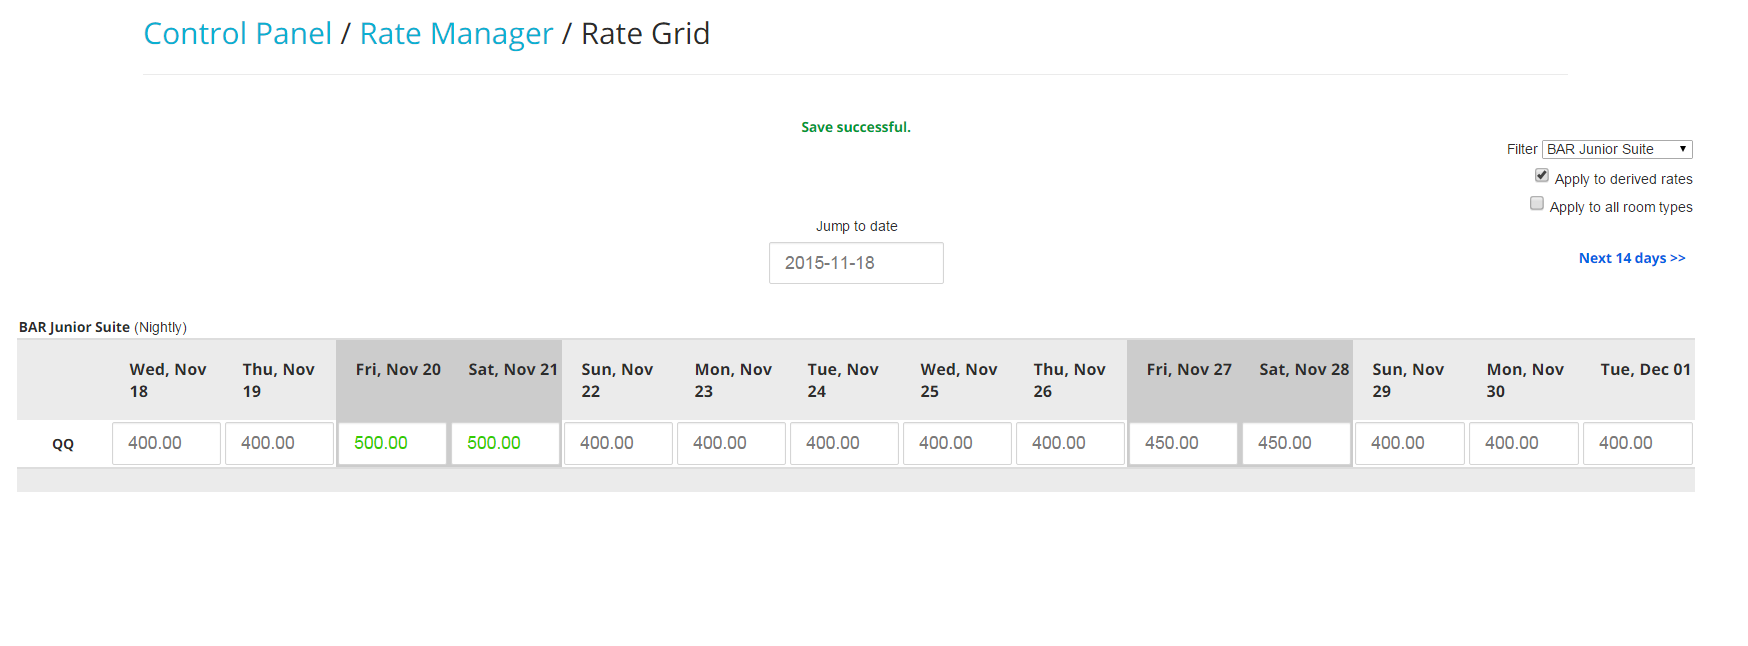 Control Panel / Rate Manager / Rate Grid
Save successful.
Filter BAR Junior Suite
Apply to derived rates
Apply to all room types
Jump to date
2015-11-18
Next 14 days >>
BAR Junior Suite (Nightly)
Wed, Nov 18 Thu, Nov 19 Fri, Nov 20 Sat, Nov 21 Sun, Nov 22 Mon, Nov 23 Tue, Nov 24 Wed, Nov 25 Thu, Nov 26 Fri, Nov 27 Sat, Nov 28 Sun, Nov 29 Mon, Nov 30 Tue, Dec 01
QQ 400.00 400.00 500.00 500.00 400.00 400.00 400.00 400.00 400.00 450.00 450.00 400.00 400.00 400.00